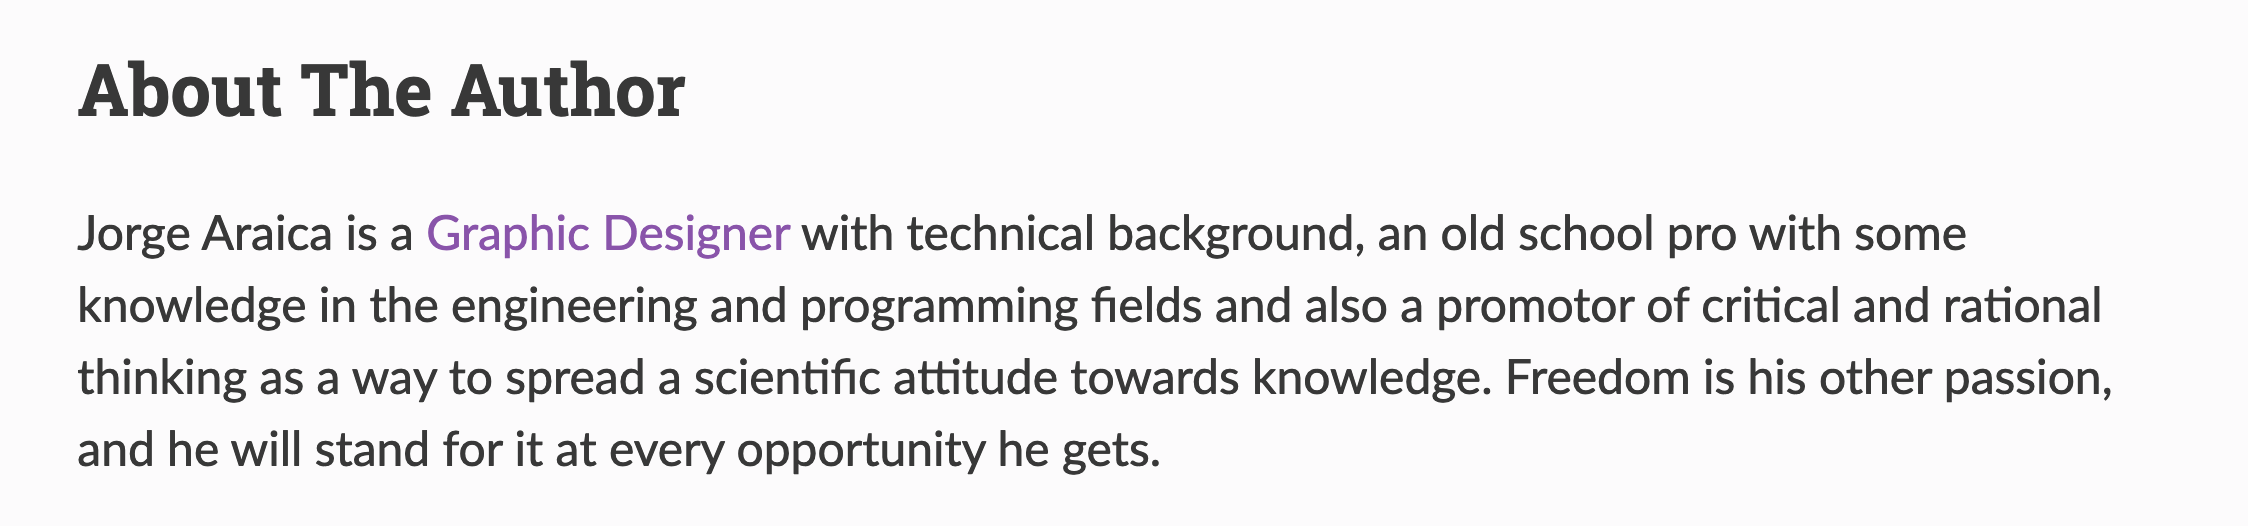 About The Author
Jorge Araica is a Graphic Designer with technical background, an old school pro with some
knowledge in the engineering and programming fields and also a promotor of critical and rational
thinking as a way to spread a scientific attitude towards knowledge. Freedom is his other passion,
and he will stand for it at every opportunity he gets.